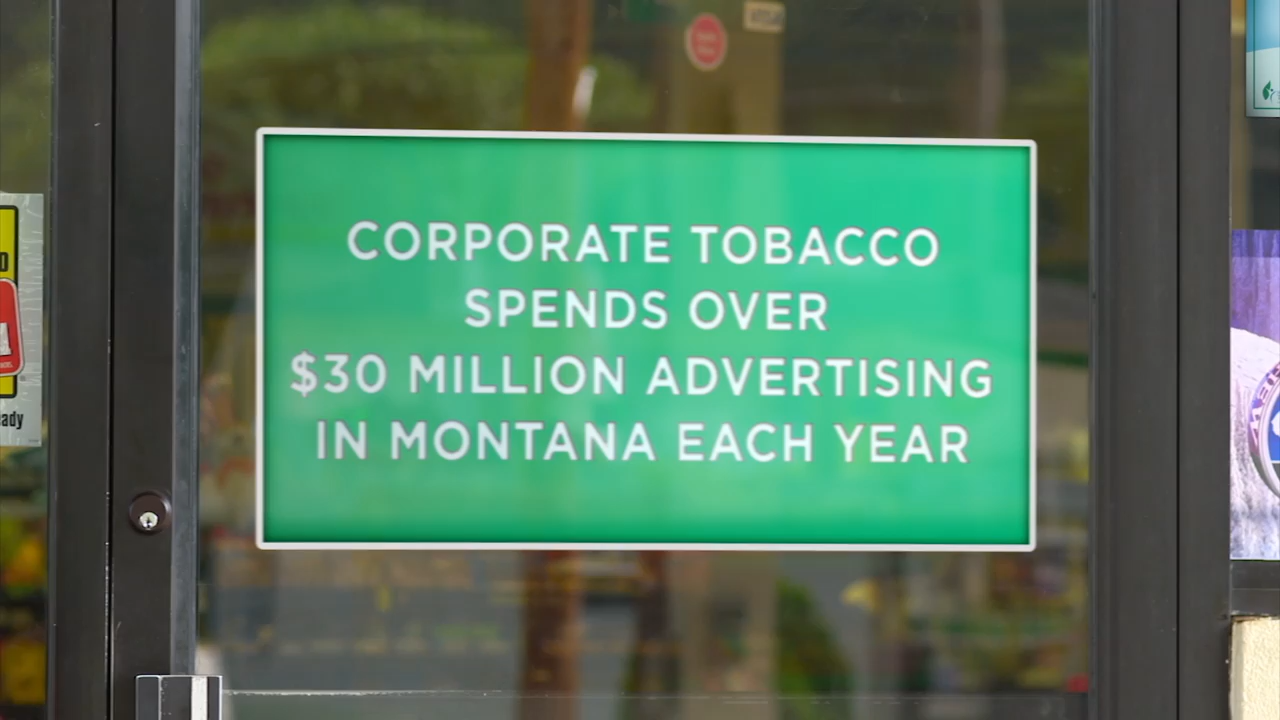 CORPORATE TOBACCO
SPENDS OVER
$30 MILLION ADVERTISING
IN MONTANA EACH YEAR